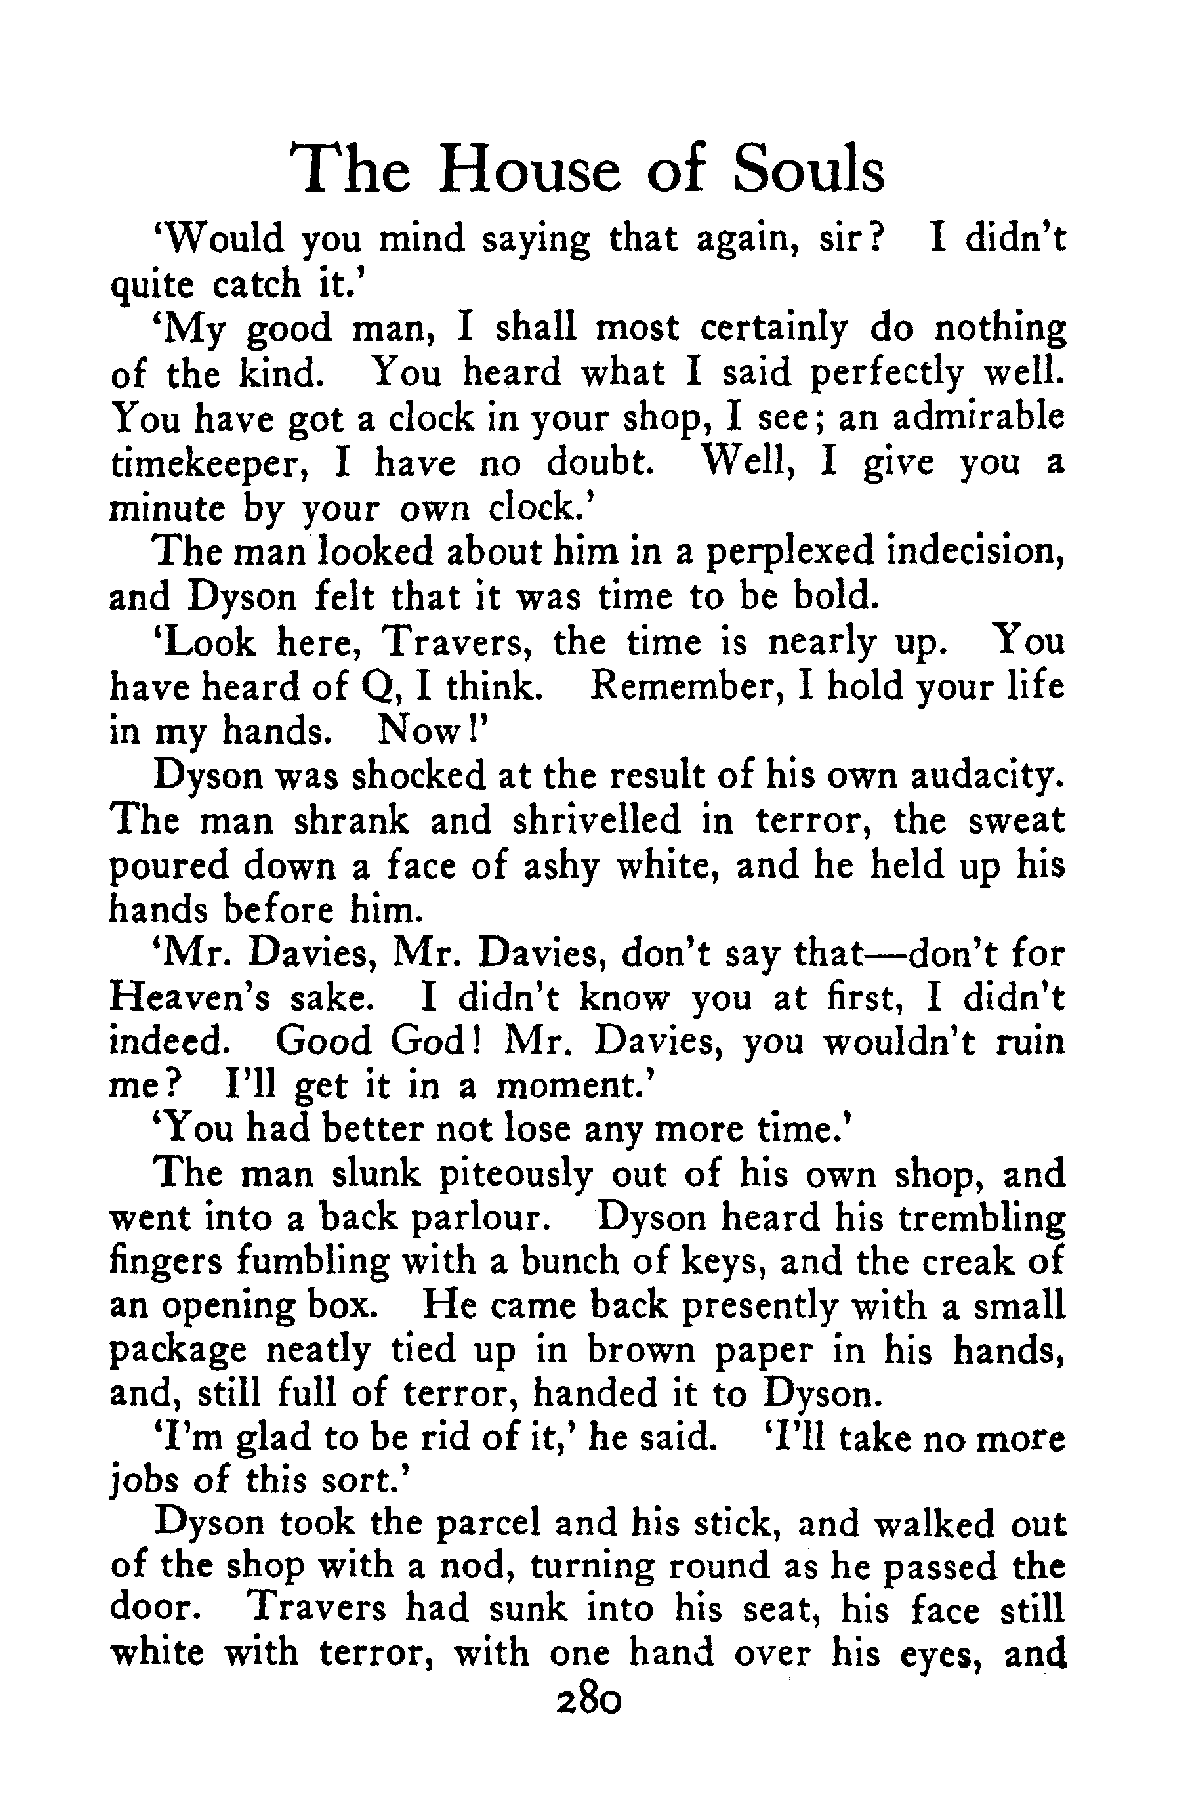 The House of Souls
‘Would you mind saying that again, sir? I didn’t
quite catch it.’
‘My good man, I shall most certainly do nothing
of the kind. You heard what I said perfectly well.
You have got a clock in your shop, I see; an admirable
timekeeper, I have no doubt. Well, I give you a
minute by your own clock.’
The man looked about him in a perplexed indecision,
and Dyson felt that it was time to be bold.
‘Look here, Travers, the time is nearly up. You
have heard of Q, I think. Remember, I hold your life
in my hands. Now!’
Dyson was shocked at the result of his own audacity.
The man shrank and shrivelled in terror, the sweat
poured down a face of ashy white, and he held up his
hands before him.
‘Mr. Davies, Mr. Davies, don’t say that—don’t for
Heaven’s sake. I didn’t know you at first, I didn’t
indeed. Good God! Mr. Davies, you wouldn’t ruin
me? I’ll get it in a moment.’
‘You had better not lose any more time.’
The man slunk piteously out of his own shop, and
went into a back parlour. Dyson heard his trembling
fingers fumbling with a bunch of keys, and the creak of
an opening box. He came back presently with a small
package neatly tied up in brown paper in his hands,
and, still full of terror, handed it to Dyson.
‘I’m glad to be rid of it,’ he said. ‘I’ll take no more
jobs of this sort.’
Dyson took the parcel and his stick, and walked out
of the shop with a nod, turning round as he passed the
door. Travers had sunk into his seat, his face still
white with terror, with one hand over his eyes, and
280